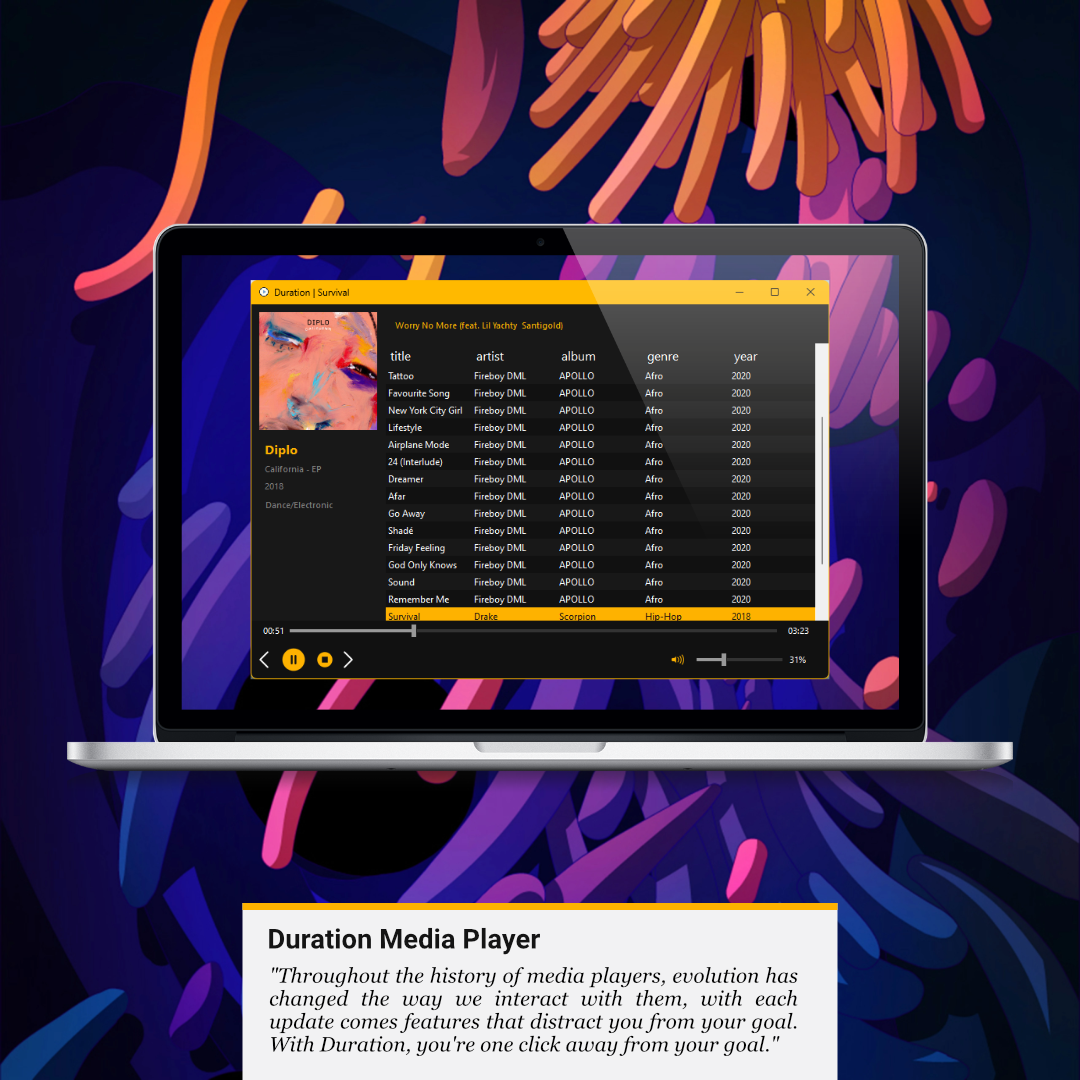 Duration | Survival
DIPLO
Worry No More (feat. Lil Yachty  Santigold)
title artist album genre year
Tattoo Fireboy DML APOLLO Afro 2020
Favourite Song Fireboy DML APOLLO Afro 2020
New York City Girl Fireboy DML APOLLO Afro 2020
Lifestyle Fireboy DML APOLLO Afro 2020
Airplane Mode Fireboy DML APOLLO Afro 2020
24 (Interlude) Fireboy DML APOLLO Afro 2020
Dreamer Fireboy DML APOLLO Afro 2020
Afar Fireboy DML APOLLO Afro 2020
Go Away Fireboy DML APOLLO Afro 2020
Shadé Fireboy DML APOLLO Afro 2020
Friday Feeling Fireboy DML APOLLO Afro 2020
God Only Knows Fireboy DML APOLLO Afro 2020
Sound Fireboy DML APOLLO Afro 2020
Remember Me Fireboy DML APOLLO Afro 2020
Survival Drake Scorpion Hip-Hop 2018
Diplo
California - EP
2018
Dance/Electronic
00:51 03:23
31%
Duration Media Player
"Throughout the history of media players, evolution has
changed the way we interact with them, with each
update comes features that distract you from your goal.
With Duration, you're one click away from your goal."